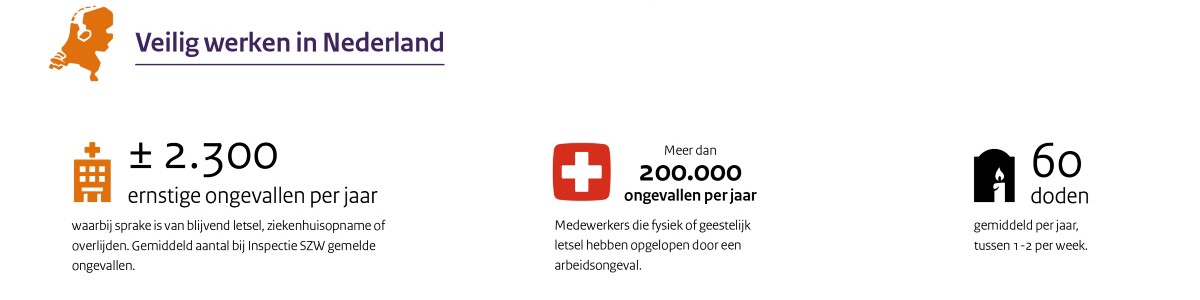 Veilig werken in Nederland
± 2.300
ernstige ongevallen per jaar
waarbij sprake is van blijvend letsel, ziekenhuisopname of
overlijden. Gemiddeld aantal bij Inspectie SZW gemelde
ongevallen.
Meer dan
200.000
ongevallen per jaar
Medewerkers die fysiek of geestelijk
letsel hebben opgelopen door een
arbeidsongeval.
60
doden
gemiddeld per jaar,
tussen 1-2 per week.